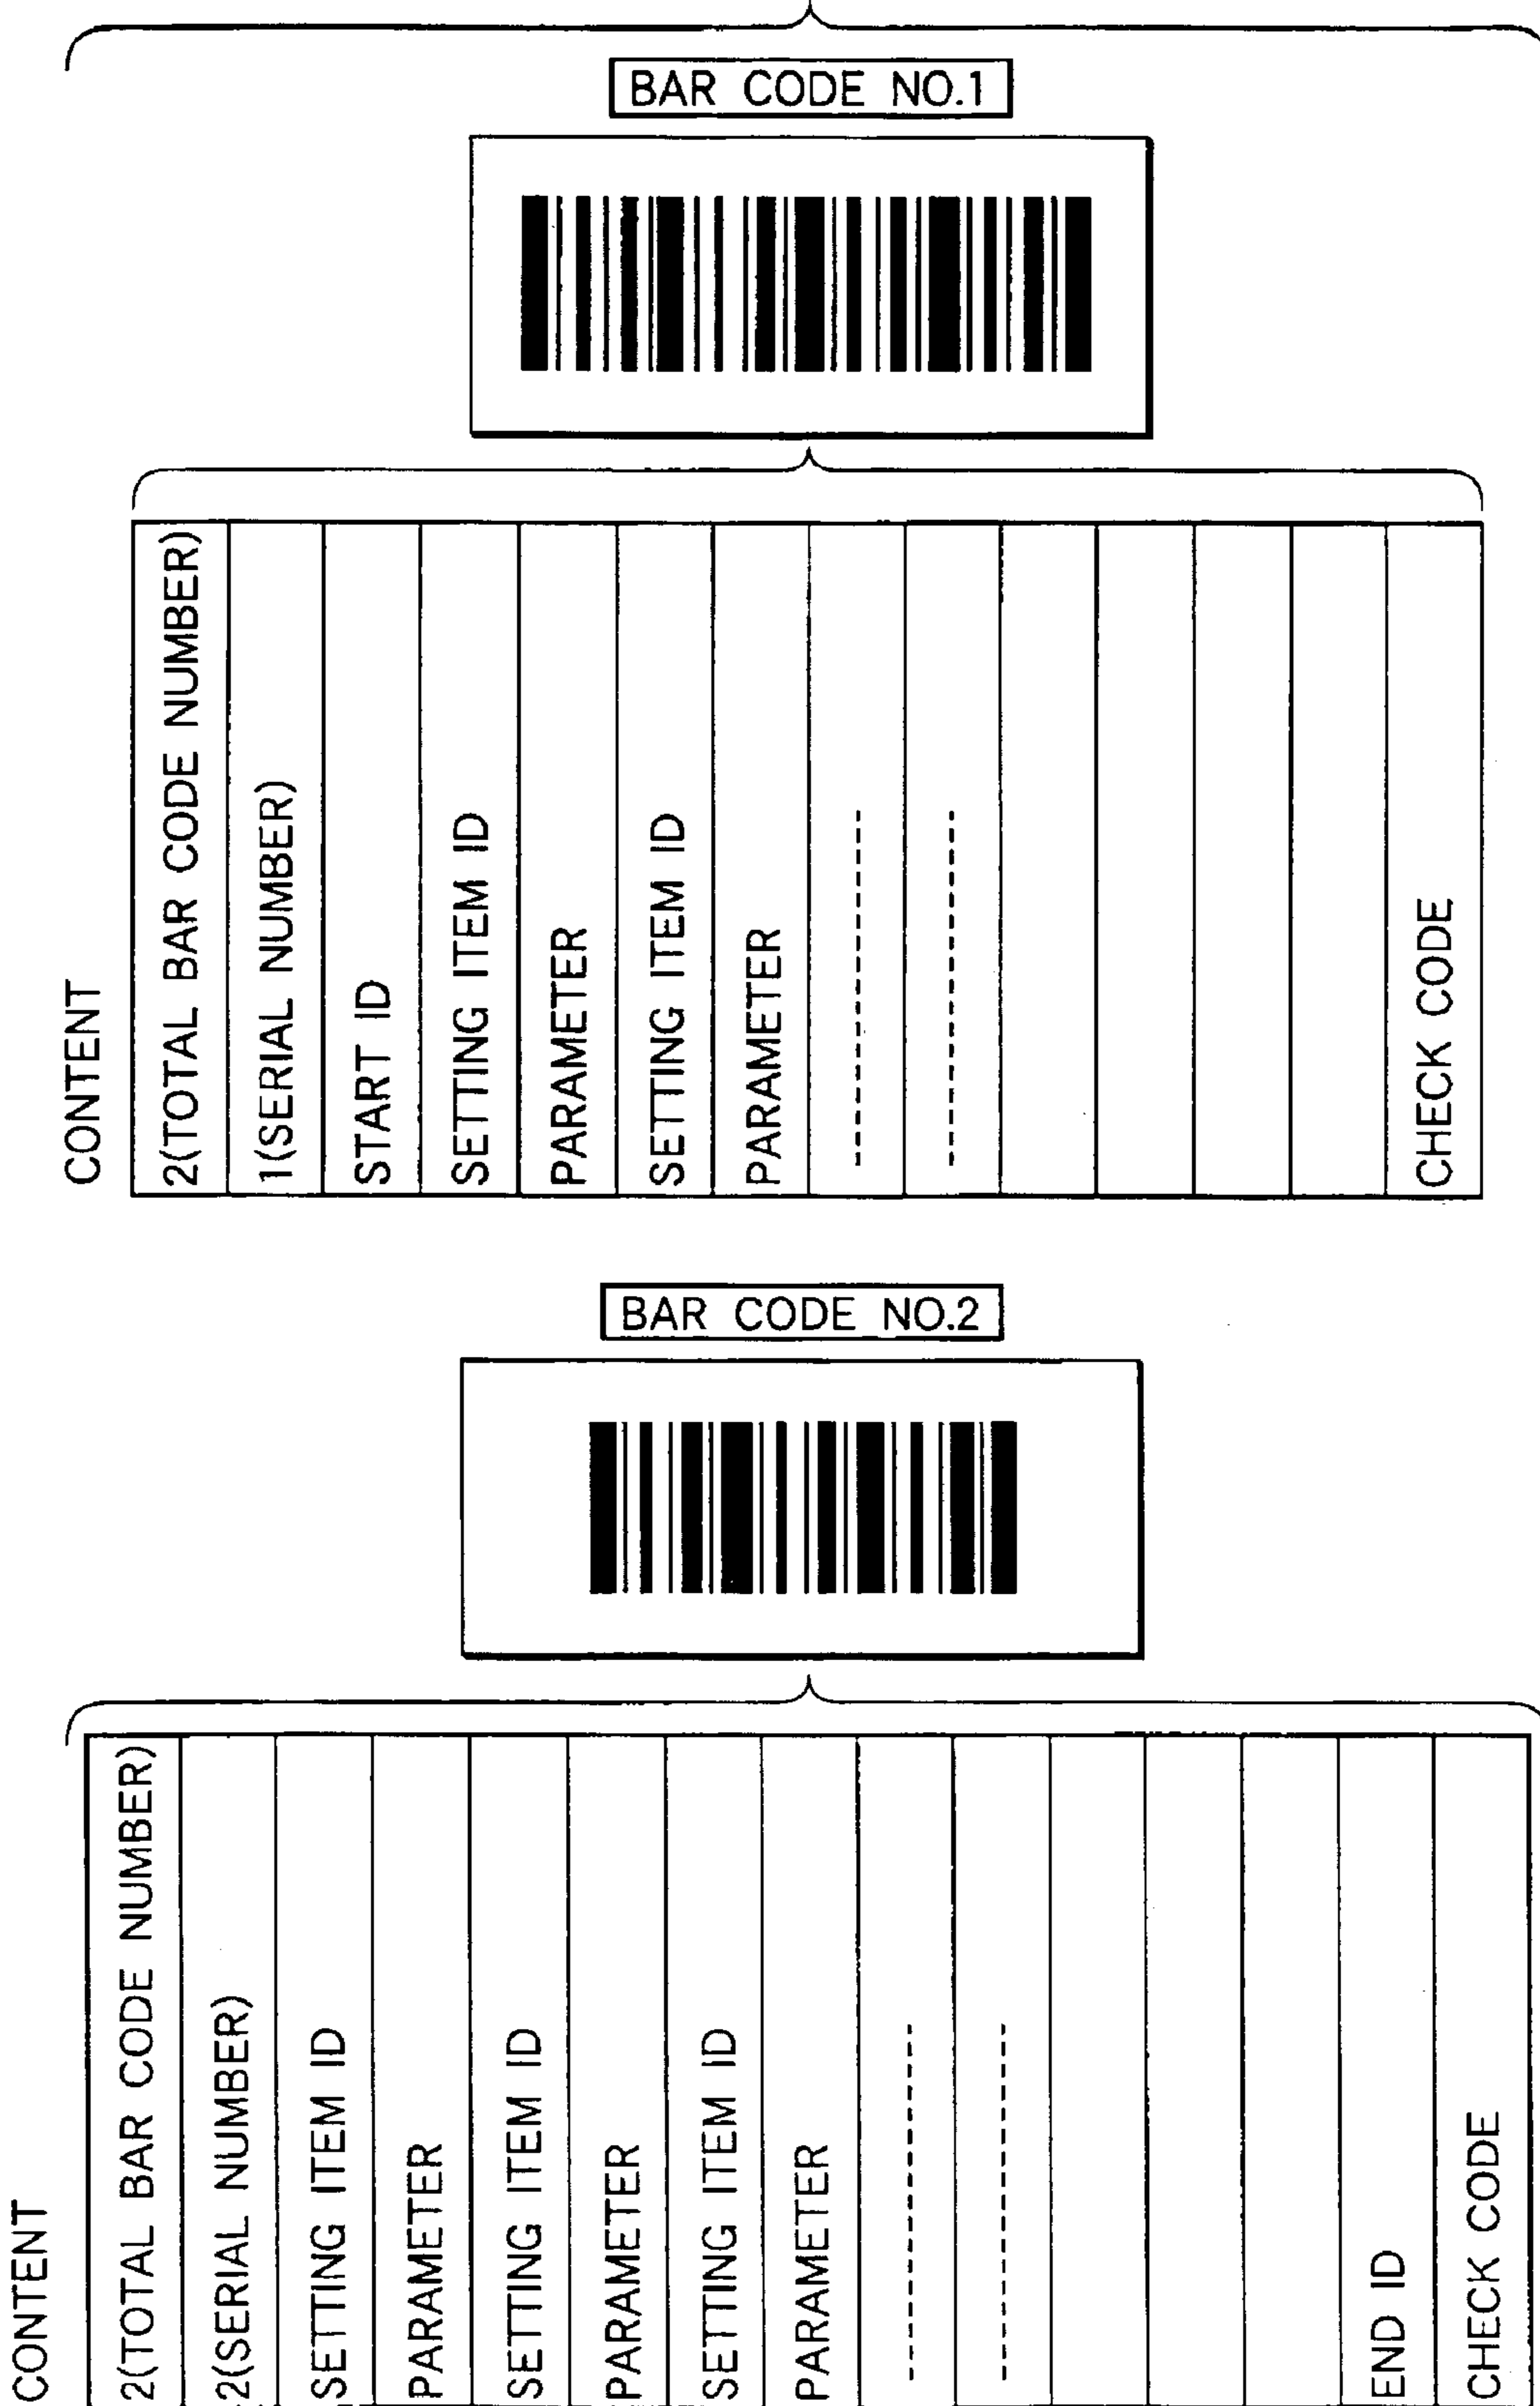 BAR CODE NO.1
CONTENT
2(TOTAL BAR CODE NUMBER)
1(SERIAL NUMBER)
START ID
SETTING ITEM ID
PARAMETER
SETTING ITEM ID
PARAMETER
CHECK CODE
BAR CODE NO.2
CONTENT
2(TOTAL BAR CODE NUMBER)
2(SERIAL NUMBER)
SETTING ITEM ID
PARAMETER
SETTING ITEM ID
PARAMETER
SETTING ITEM ID
PARAMETER
END ID
CHECK CODE